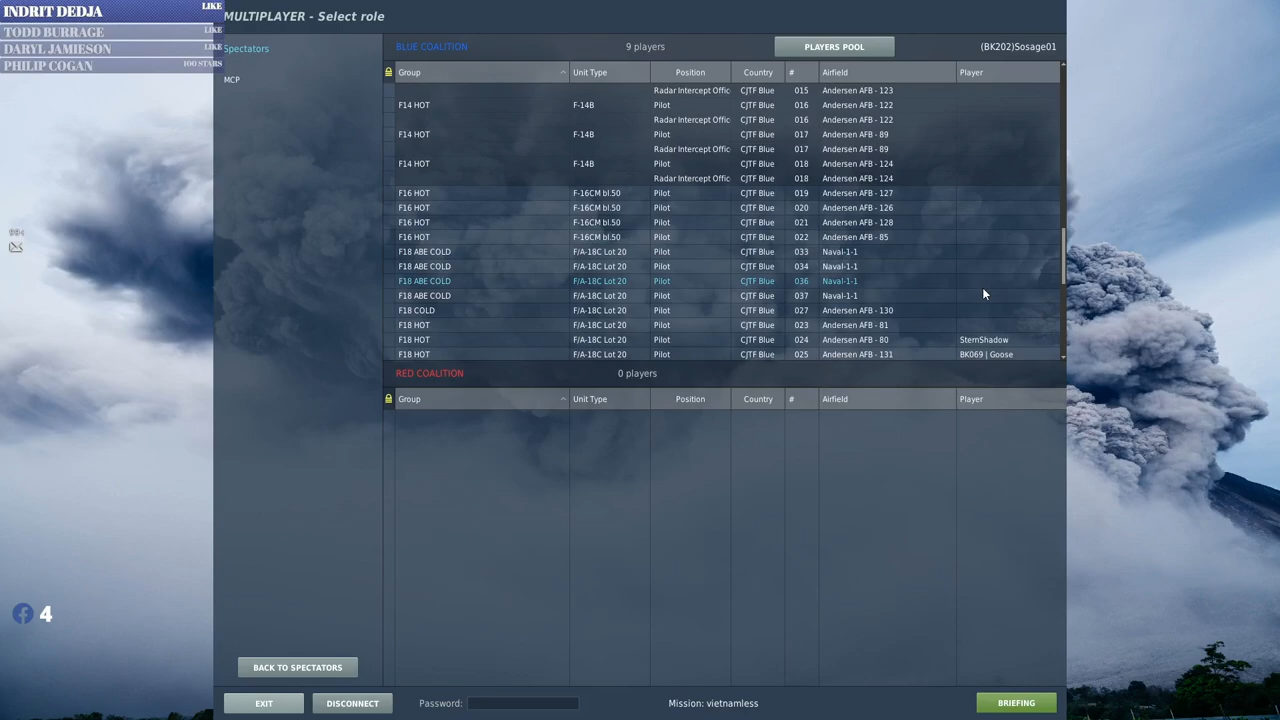 INDRIT DEDJA LIKE
TODD BURRAGE LIKE
DARYL JAMIESON LIKE
PHILIP COGAN 100 STARS
MULTIPLAYER - Select role
Spectators
MCP
BLUE COALITION 9 players PLAYERS POOL (BK202)Sosage01
Group Unit Type Position Country # Airfield Player
Radar Intercept Offic CJTF Blue 015 Andersen AFB - 123
F14 HOT F-14B Pilot CJTF Blue 016 Andersen AFB - 122
Radar Intercept Offic CJTF Blue 016 Andersen AFB - 122
F14 HOT F-14B Pilot CJTF Blue 017 Andersen AFB - 89
Radar Intercept Offic CJTF Blue 017 Andersen AFB - 89
F14 HOT F-14B Pilot CJTF Blue 018 Andersen AFB - 124
Radar Intercept Offic CJTF Blue 018 Andersen AFB - 124
F16 HOT F-16CM bl.50 Pilot CJTF Blue 019 Andersen AFB - 127
F16 HOT F-16CM bl.50 Pilot CJTF Blue 020 Andersen AFB - 126
F16 HOT F-16CM bl.50 Pilot CJTF Blue 021 Andersen AFB - 128
F16 HOT F-16CM bl.50 Pilot CJTF Blue 022 Andersen AFB - 85
F18 ABE COLD F/A-18C Lot 20 Pilot CJTF Blue 033 Naval-1-1
F18 ABE COLD F/A-18C Lot 20 Pilot CJTF Blue 034 Naval-1-1
F18 ABE COLD F/A-18C Lot 20 Pilot CJTF Blue 036 Naval-1-1
F18 ABE COLD F/A-18C Lot 20 Pilot CJTF Blue 037 Naval-1-1
F18 COLD F/A-18C Lot 20 Pilot CJTF Blue 027 Andersen AFB - 130
F18 HOT F/A-18C Lot 20 Pilot CJTF Blue 023 Andersen AFB - 81
F18 HOT F/A-18C Lot 20 Pilot CJTF Blue 024 Andersen AFB - 80 SternShadow
F18 HOT F/A-18C Lot 20 Pilot CJTF Blue 025 Andersen AFB - 131 BK069 | Goose
RED COALITION 0 players
Group Unit Type Position Country # Airfield Player
4
BACK TO SPECTATORS
EXIT DISCONNECT Password: Mission: vietnamless BRIEFING